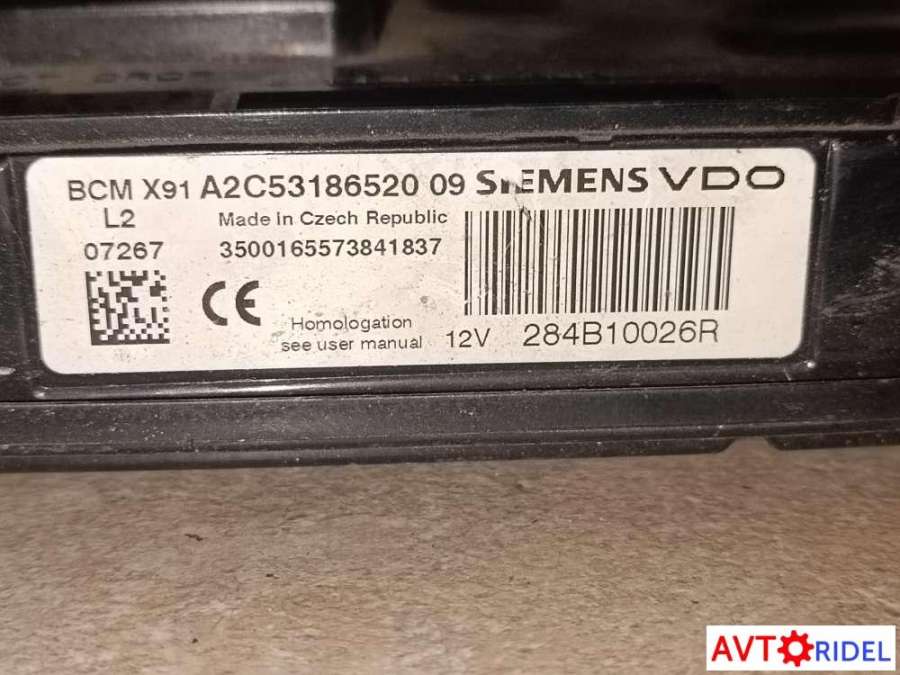 BCM X91 A2C53186520 09 SIEMENS VDO
L2 Made in Czech Republic
07267 3500165573841837
CE
Homologation
see user manual 12V 284B10026R
AVTORIDEL